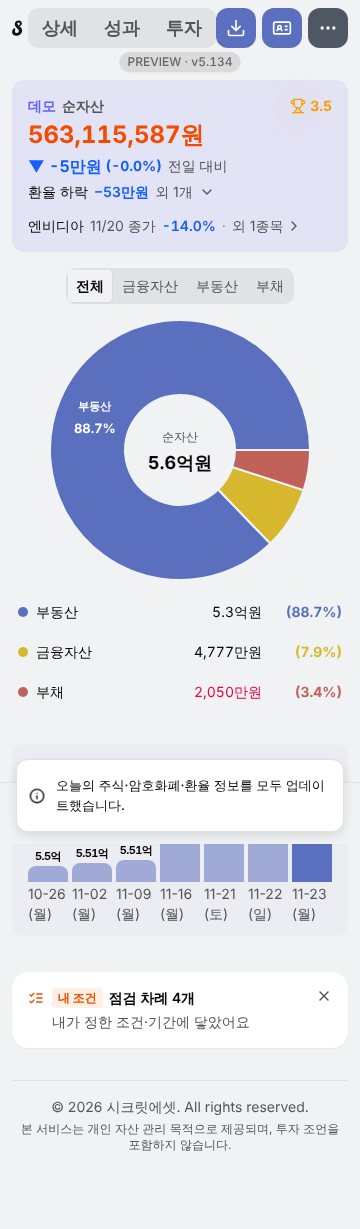 S 상세 성과 투자
PREVIEW · v5.134
데모 순자산 3.5
563,115,587원
▼ -5만원 (-0.0%) 전일 대비
환율 하락 −53만원 외 1개
엔비디아 11/20 종가 -14.0% · 외 1종목
전체 금융자산 부동산 부채
부동산
88.7%
순자산
5.6억원
부동산 5.3억원 (88.7%)
금융자산 4,777만원 (7.9%)
부채 2,050만원 (3.4%)
오늘의 주식·암호화폐·환율 정보를 모두 업데이
트했습니다.
5.5억 5.51억 5.51억
10-26 11-02 11-09 11-16 11-21 11-22 11-23
(월) (월) (월) (월) (토) (일) (월)
내 조건 점검 차례 4개
내가 정한 조건·기간에 닿았어요
© 2026 시크릿에셋. All rights reserved.
본 서비스는 개인 자산 관리 목적으로 제공되며, 투자 조언을
포함하지 않습니다.